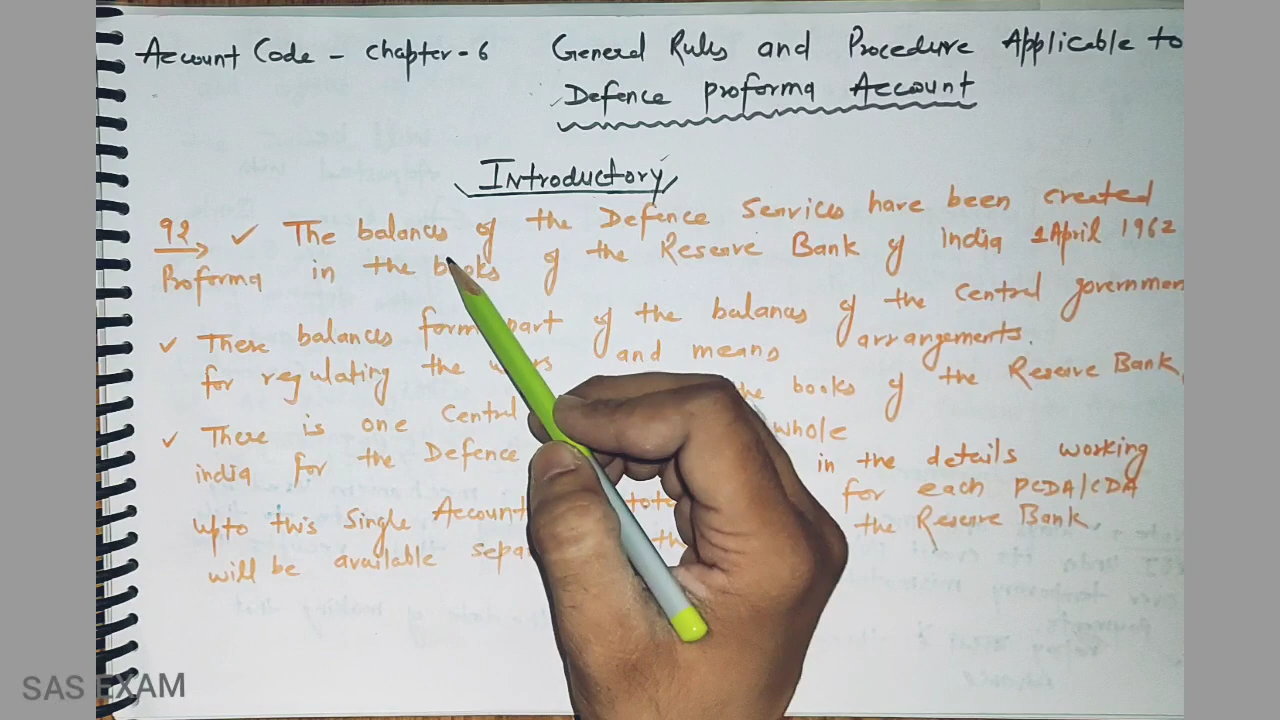 Account Code - Chapter-6 General Rules and Procedure Applicable to
Defence proforma Account
Introductory
92 ✓ The balances of the Defence Services have been created
Proforma in the books of the Reserve Bank of india 1 April 1962
✓ These balances form part of the balances of the central governmen
for regulating the and means arrangements.
✓ There is one Central the books of the Reserve Bank
india for the Defence whole
upto this Single Account in the details working
will be available for each PCDA/CDA
the the Reserve Bank
SAS EXAM